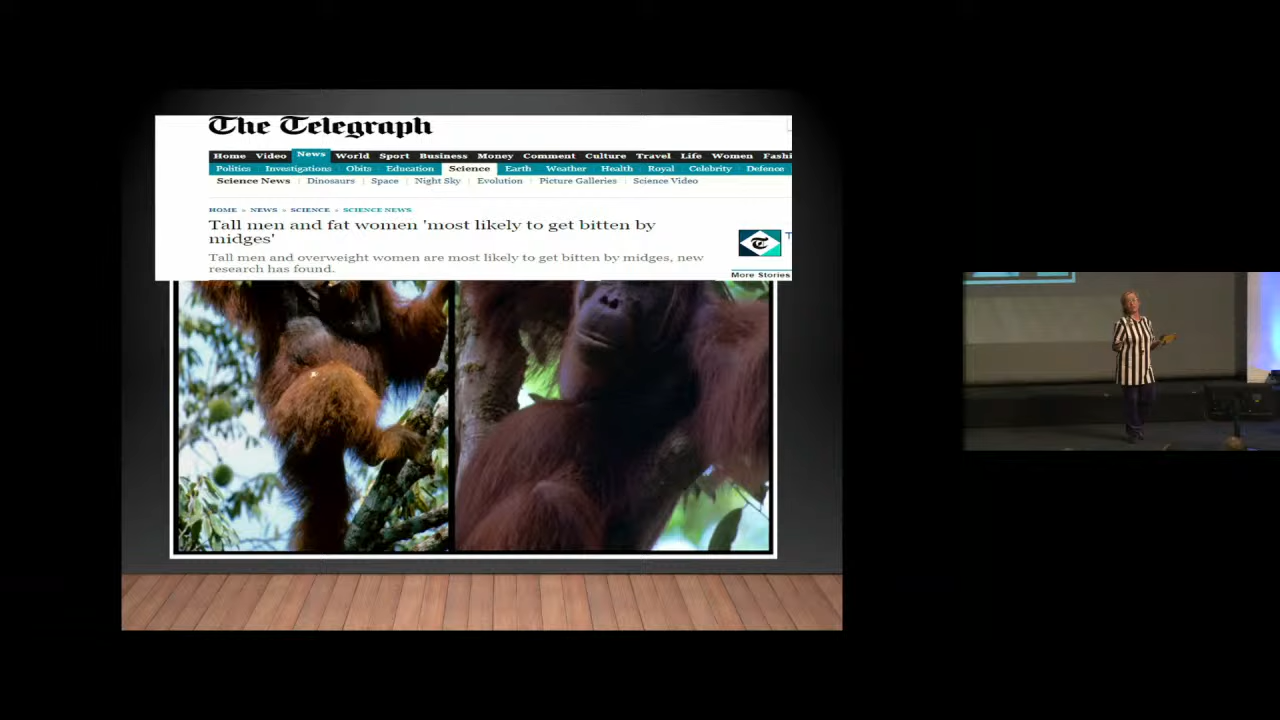 The Telegraph
Home Video News World Sport Business Money Comment Culture Travel Life Women Fashi
Politics Investigations Obits Education Science Earth Weather Health Royal Celebrity Defence
Science News Dinosaurs Space Night Sky Evolution Picture Galleries Science Video
HOME » NEWS » SCIENCE » SCIENCE NEWS
Tall men and fat women 'most likely to get bitten by
midges'
Tall men and overweight women are most likely to get bitten by midges, new
research has found.
T
More Stories